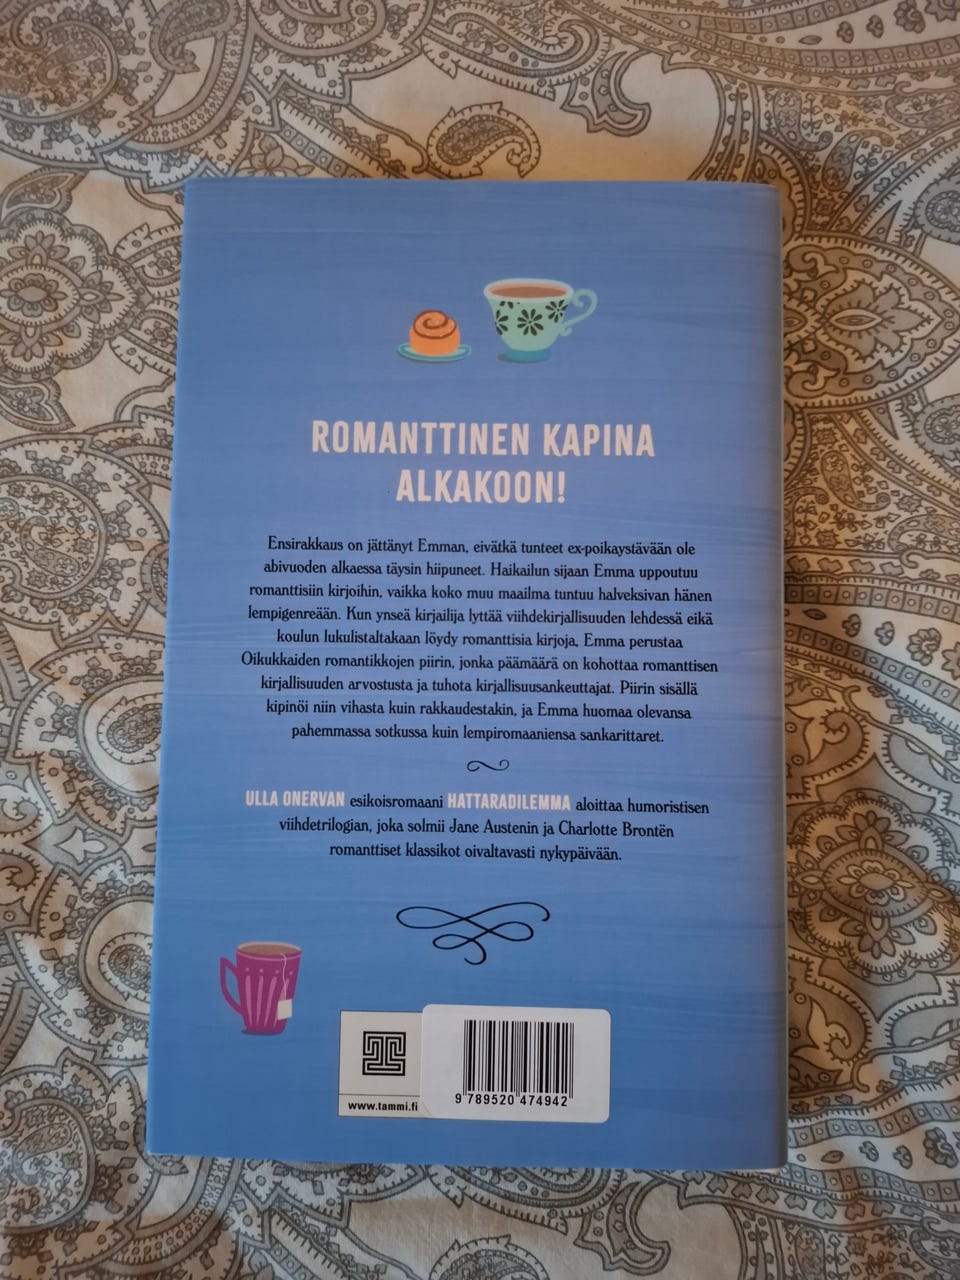 ROMANTTINEN KAPINA
ALKAKOON!
Ensirakkaus on jättänyt Emman, eivätkä tunteet ex-poikaystävään ole
abivuoden alkaessa täysin hiipuneet. Haikailun sijaan Emma uppoutuu
romanttisiin kirjoihin, vaikka koko muu maailma tuntuu halveksivan hänen
lempigenreään. Kun ynseä kirjailija lyttää viihdekirjallisuuden lehdessä eikä
koulun lukulistaltakaan löydy romanttisia kirjoja, Emma perustaa
Oikukkaiden romantikkojen piirin, jonka päämäärä on kohottaa romanttisen
kirjallisuuden arvostusta ja tuhota kirjallisuusankeuttajat. Piirin sisällä
kipinöi niin vihasta kuin rakkaudestakin, ja Emma huomaa olevansa
pahemmassa sotkussa kuin lempiromaaniensa sankarittaret.
ULLA ONERVAN esikoisromaani HATTARADILEMMA aloittaa humoristisen
viihdetrilogian, joka solmii Jane Austenin ja Charlotte Brontën
romanttiset klassikot oivaltavasti nykypäivään.
www.tammi.fi
9 789520 474942